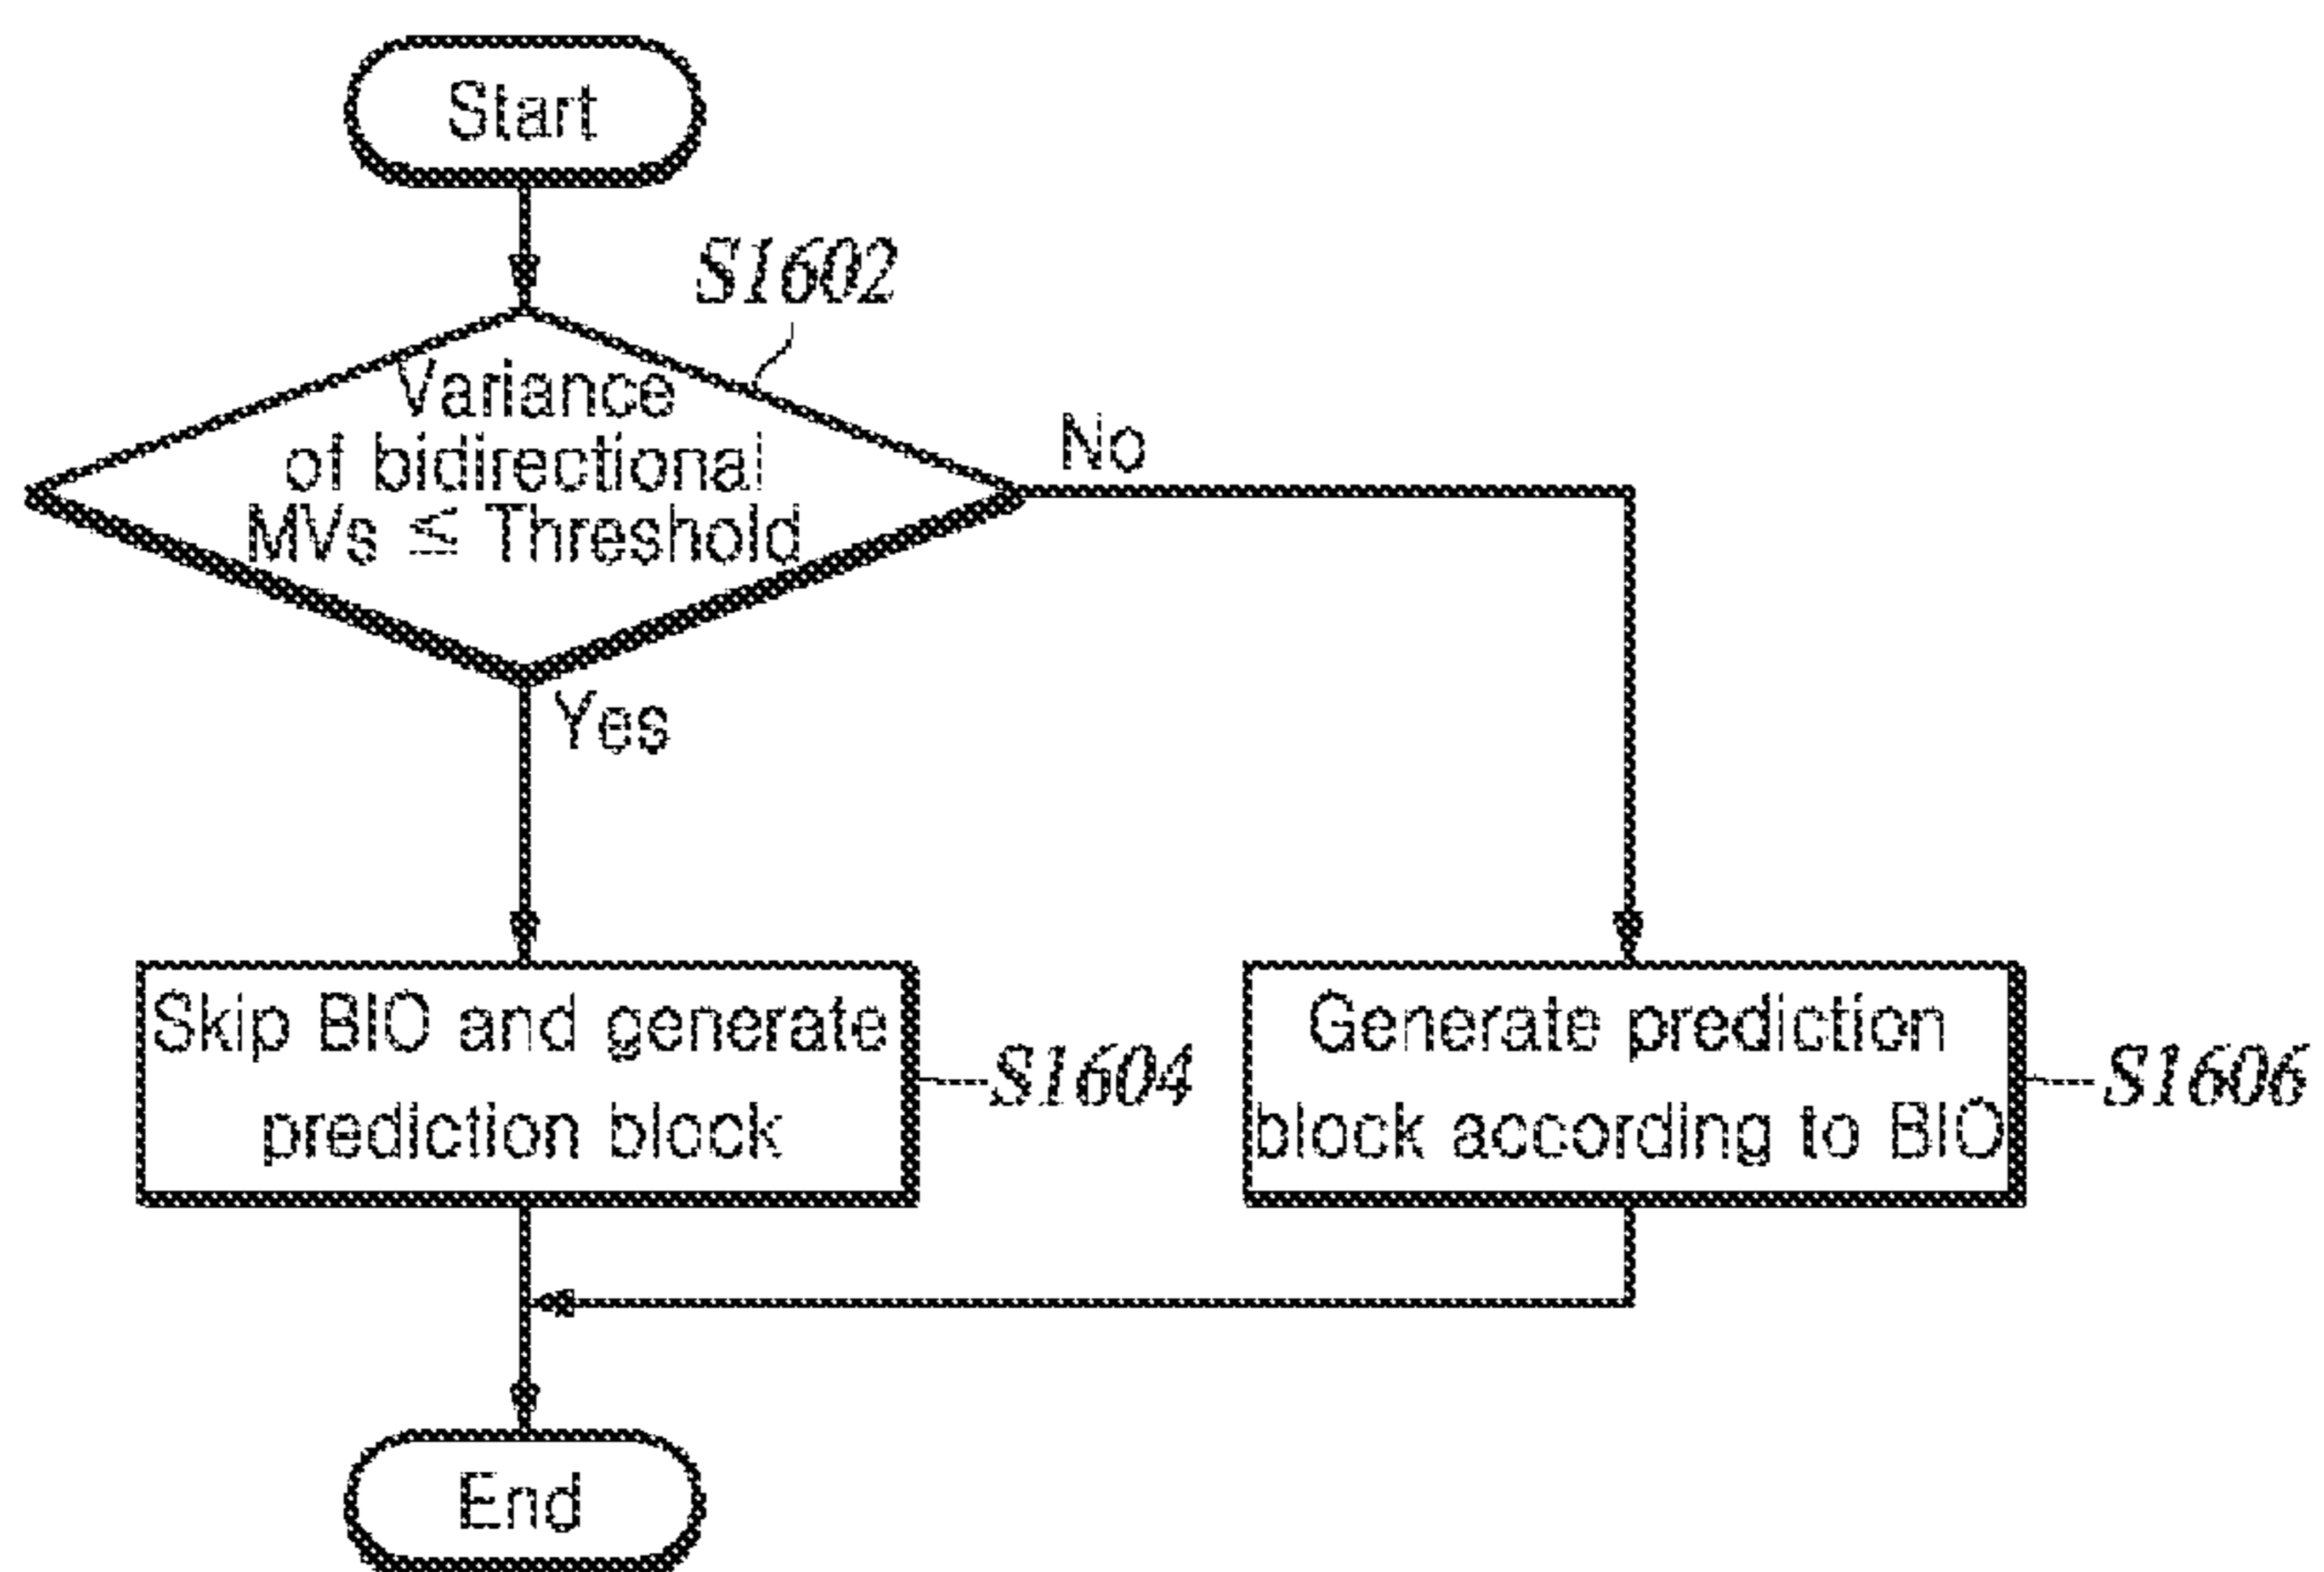 Start
S1602
Variance
of bidirectional
MVs ≤ Threshold
No
Yes
Skip BIO and generate
prediction block
S1604
Generate prediction
block according to BIO
S1606
End